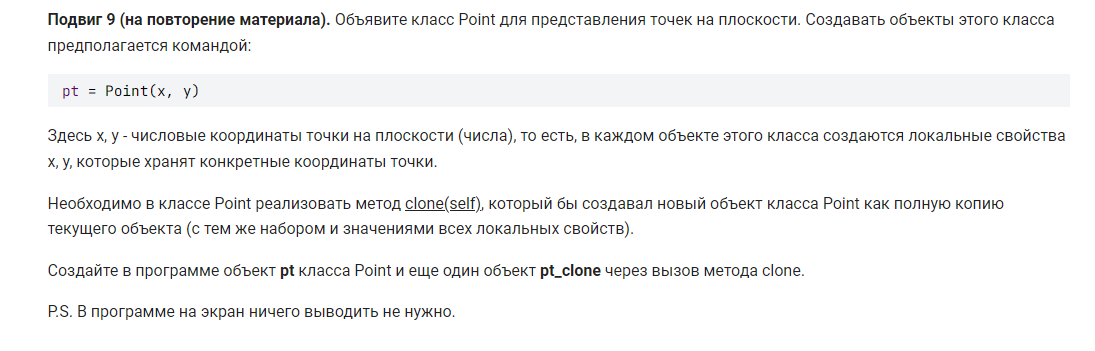 Подвиг 9 (на повторение материала). Объявите класс Point для представления точек на плоскости. Создавать объекты этого класса
предполагается командой:
pt = Point(x, y)
Здесь x, y - числовые координаты точки на плоскости (числа), то есть, в каждом объекте этого класса создаются локальные свойства
x, y, которые хранят конкретные координаты точки.
Необходимо в классе Point реализовать метод clone(self), который бы создавал новый объект класса Point как полную копию
текущего объекта (с тем же набором и значениями всех локальных свойств).
Создайте в программе объект pt класса Point и еще один объект pt_clone через вызов метода clone.
P.S. В программе на экран ничего выводить не нужно.